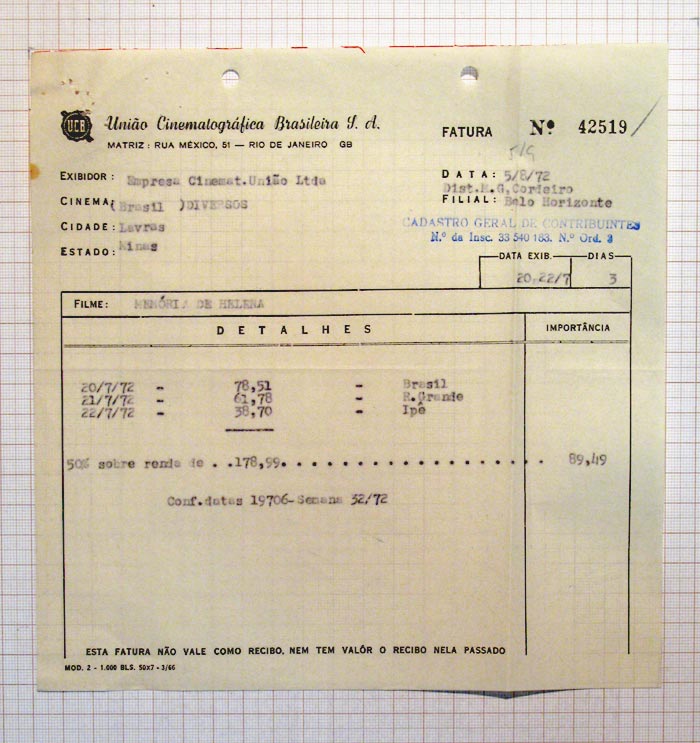 UCB União Cinematográfica Brasileira S. A.
MATRIZ: RUA MÉXICO, 51 — RIO DE JANEIRO GB
FATURA Nº 42519
5/9
EXIBIDOR: Empresa Cinemat.União Ltda
CINEMA: (Brasil )DIVERSOS
CIDADE: Lavras
ESTADO: Minas
DATA: 5/8/72
Dist.M.G,Cordeiro
FILIAL: Belo Horizonte
CADASTRO GERAL DE CONTRIBUINTES
N.º da Insc. 33 540 183. N.º Ord. 3
DATA EXIB. DIAS
20-22/7 3
FILME: MEMÓRIA DE HELENA
DETALHES IMPORTÂNCIA
20/7/72 - 78,51 - Brasil
21/7/72 - 61,78 - R.Grande
22/7/72 - 38,70 - Ipê
50% sobre renda de ..178,99. . . . . . . . . . . . . . . . . . . 89,49
Conf.datas 19706-Semana 32/72
ESTA FATURA NÃO VALE COMO RECIBO, NEM TEM VALÔR O RECIBO NELA PASSADO
MOD. 2 - 1.000 BLS. 50X7 - 3/66